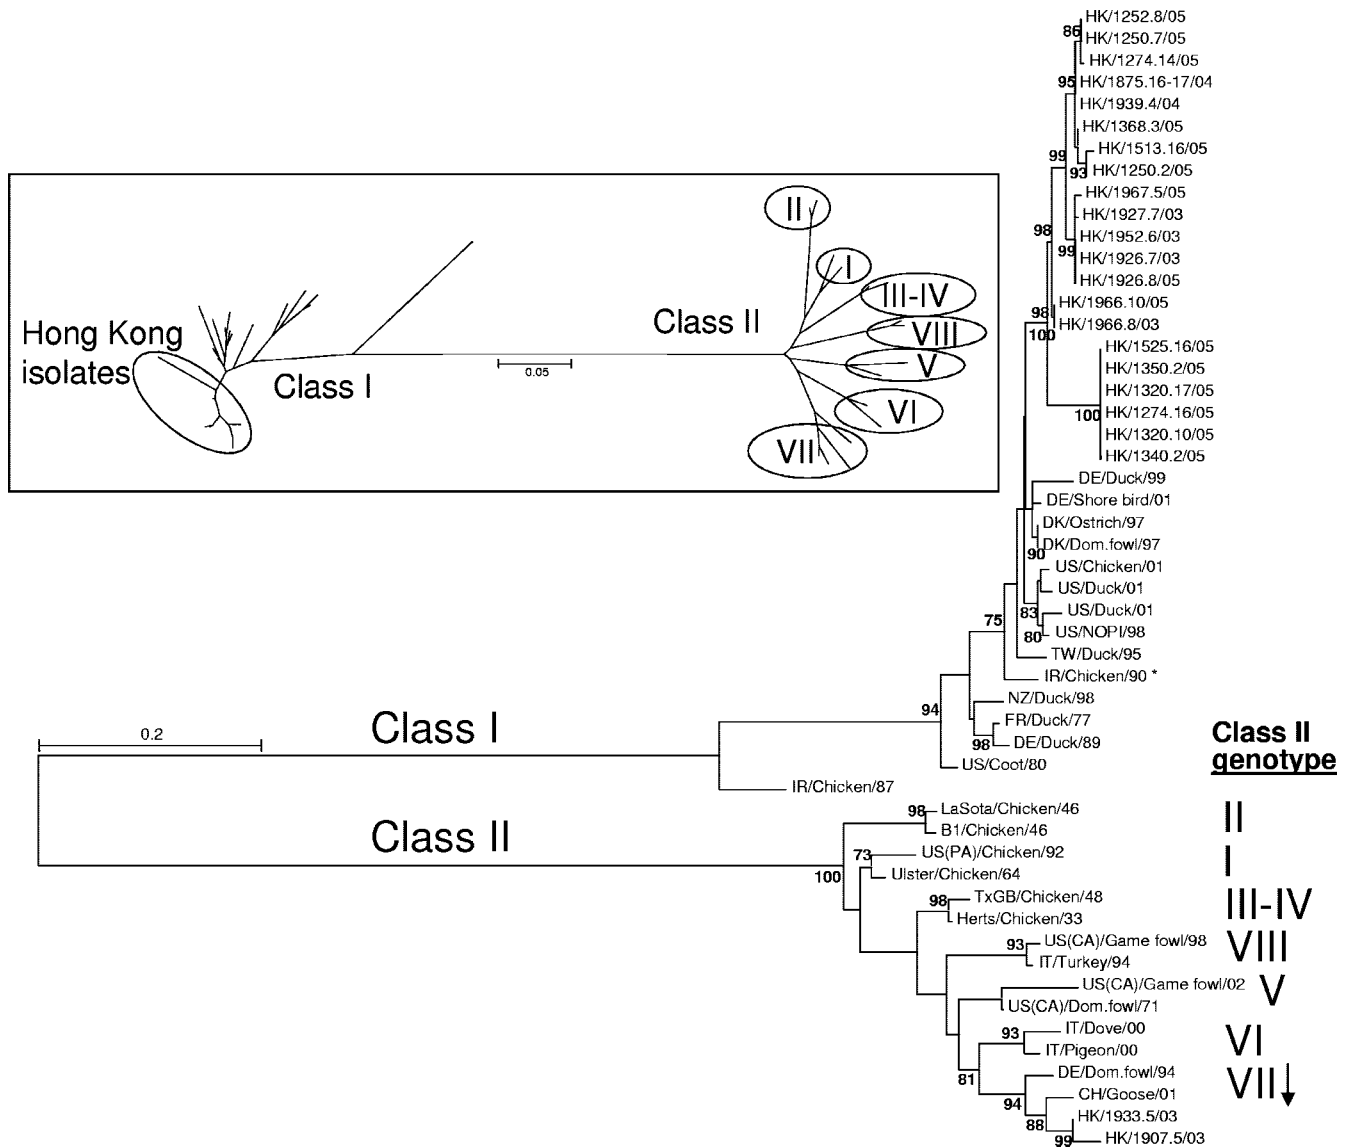 HK/1252.8/05
86
HK/1250.7/05
HK/1274.14/05
95
HK/1875.16-17/04
HK/1939.4/04
HK/1368.3/05
99
HK/1513.16/05
93
HK/1250.2/05
HK/1967.5/05
HK/1927.7/03
98
HK/1952.6/03
99
HK/1926.7/03
HK/1926.8/05
HK/1966.10/05
98
HK/1966.8/03
100
HK/1525.16/05
HK/1350.2/05
HK/1320.17/05
100
HK/1274.16/05
HK/1320.10/05
HK/1340.2/05
II
I
III-IV
Class II
VIII
Hong Kong
isolates
V
0.05
Class I
VI
VII
DE/Duck/99
DE/Shore bird/01
DK/Ostrich/97
DK/Dom.fowl/97
90
US/Chicken/01
US/Duck/01
83
US/Duck/01
75
80
US/NOPI/98
TW/Duck/95
IR/Chicken/90 *
NZ/Duck/98
94
FR/Duck/77
98
DE/Duck/89
US/Coot/80
0.2
Class I
IR/Chicken/87
Class II
genotype
Class II
98
LaSota/Chicken/46
II
B1/Chicken/46
73
US(PA)/Chicken/92
I
100
Ulster/Chicken/64
98
TxGB/Chicken/48
III-IV
Herts/Chicken/33
93
US(CA)/Game fowl/98
VIII
IT/Turkey/94
US(CA)/Game fowl/02
V
US(CA)/Dom.fowl/71
93
IT/Dove/00
VI
IT/Pigeon/00
81
DE/Dom.fowl/94
VII↓
94
CH/Goose/01
88
HK/1933.5/03
99
HK/1907.5/03